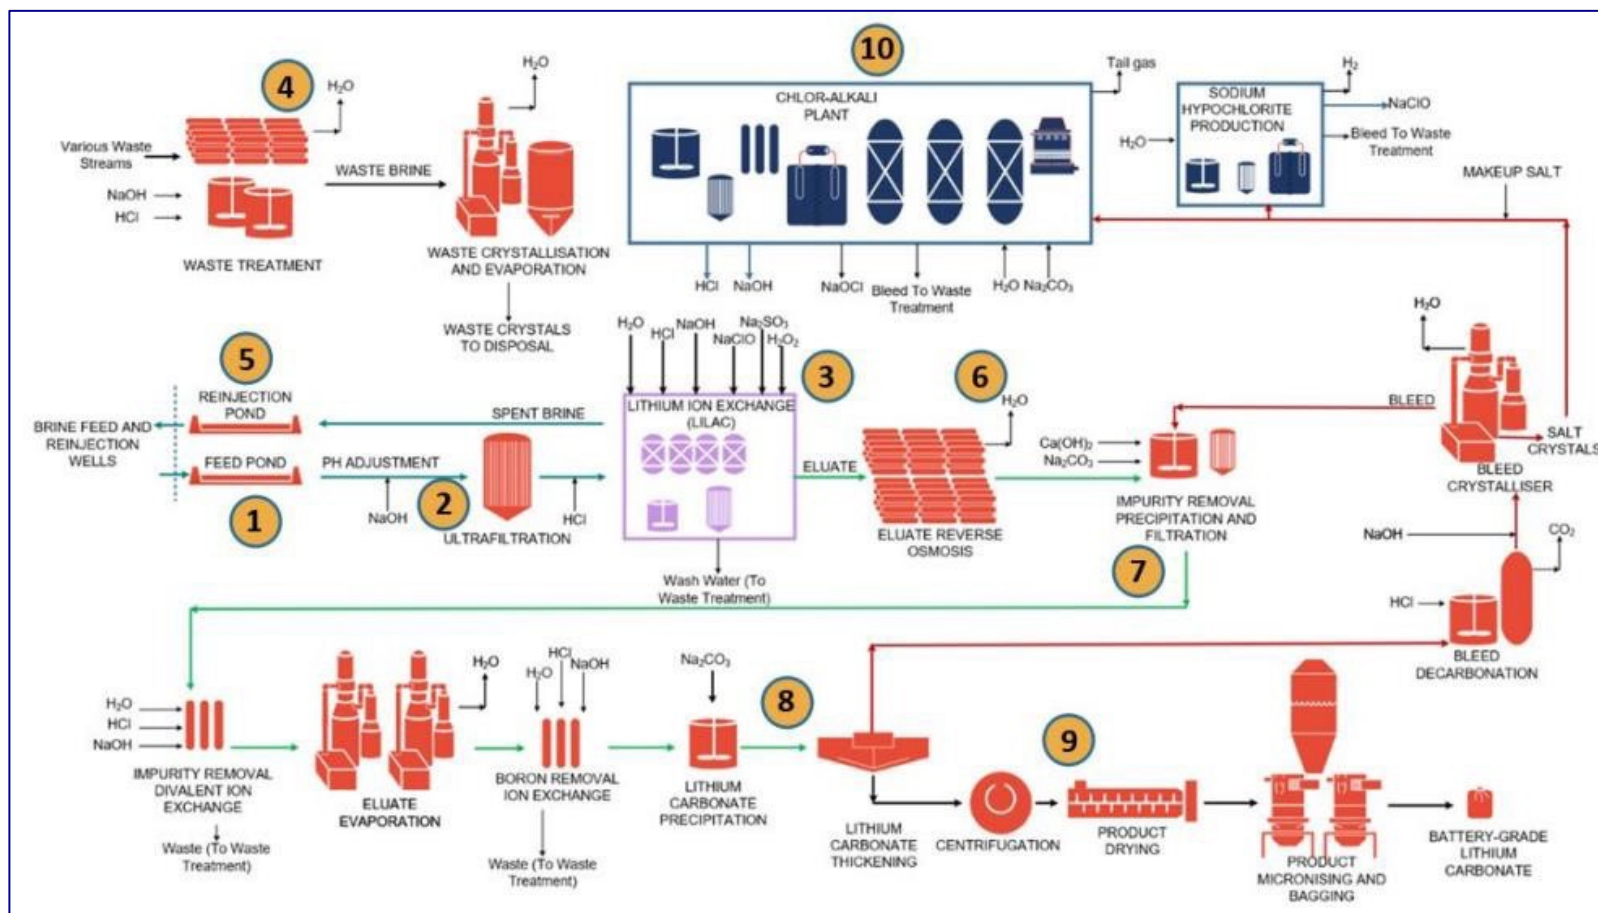 10
4
H₂O
Various Waste
Streams
NaOH
HCl
WASTE TREATMENT
WASTE BRINE
H₂O
WASTE CRYSTALLISATION
AND EVAPORATION
WASTE CRYSTALS
TO DISPOSAL
CHLOR-ALKALI
PLANT
Tail gas
HCl
NaOH
NaOCl
Bleed To Waste
Treatment
H₂O
Na₂CO₃
SODIUM
HYPOCHLORITE
PRODUCTION
H₂
NaClO
H₂O
Bleed To Waste
Treatment
MAKEUP SALT
5
REINJECTION
POND
BRINE FEED AND
REINJECTION
WELLS
FEED POND
1
SPENT BRINE
PH ADJUSTMENT
NaOH
2
ULTRAFILTRATION
HCl
H₂O
HCl
NaOH
NaClO
Na₂SO₃
H₂O₂
3
LITHIUM ION EXCHANGE
(LILAC)
Wash Water (To
Waste Treatment)
ELUATE
6
H₂O
ELUATE REVERSE
OSMOSIS
Ca(OH)₂
Na₂CO₃
IMPURITY REMOVAL
PRECIPITATION AND
FILTRATION
7
BLEED
H₂O
SALT
CRYSTALS
BLEED
CRYSTALLISER
NaOH
CO₂
HCl
BLEED
DECARBONATION
H₂O
HCl
NaOH
IMPURITY REMOVAL
DIVALENT ION
EXCHANGE
Waste (To Waste
Treatment)
H₂O
ELUATE
EVAPORATION
H₂O
HCl
NaOH
BORON REMOVAL
ION EXCHANGE
Waste (To Waste
Treatment)
Na₂CO₃
LITHIUM
CARBONATE
PRECIPITATION
8
LITHIUM
CARBONATE
THICKENING
CENTRIFUGATION
9
PRODUCT
DRYING
PRODUCT
MICRONISING AND
BAGGING
BATTERY-GRADE
LITHIUM
CARBONATE